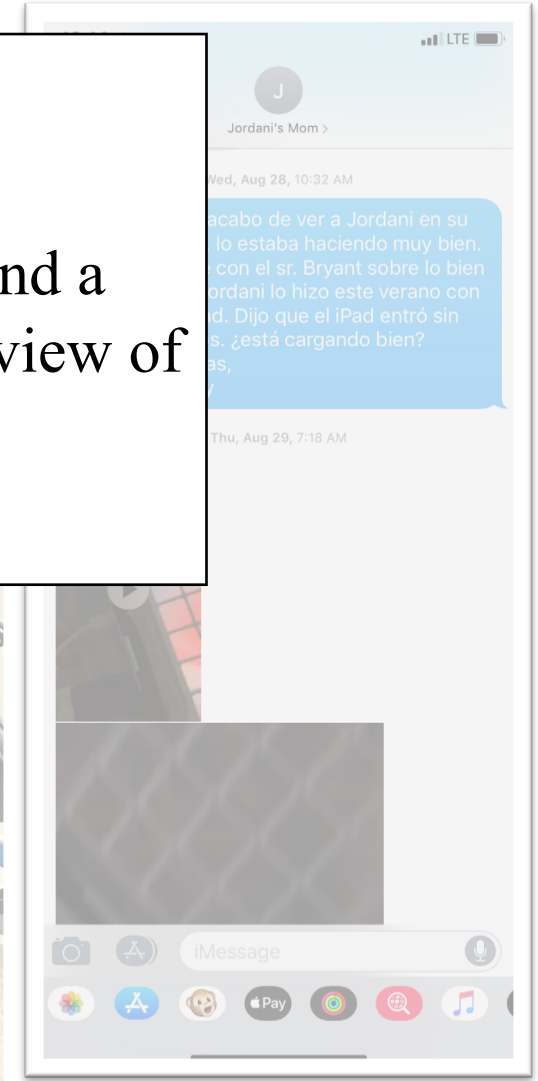 LTE
J
Jordani's Mom >
nd a
view of
Wed, Aug 28, 10:32 AM
acabo de ver a Jordani en su
lo estaba haciendo muy bien.
con el sr. Bryant sobre lo bien
ordani lo hizo este verano con
d. Dijo que el iPad entró sin
s. ¿está cargando bien?
as,
Thu, Aug 29, 7:18 AM
iMessage
Pay